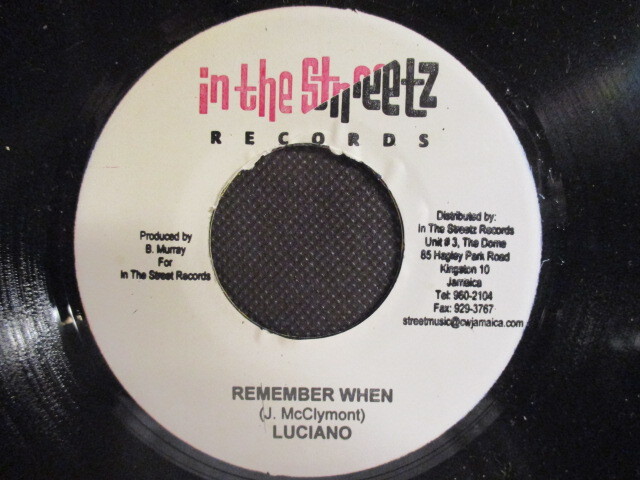 in the Streetz
RECORDS
Produced by
B. Murray
For
In The Street Records
Distributed by:
In The Streetz Records
Unit # 3, The Dome
85 Hagley Park Road
Kingston 10
Jamaica
Tel: 960-2104
Fax: 929-3767
streetmusic@cwjamaica.com
REMEMBER WHEN
(J. McClymont)
LUCIANO